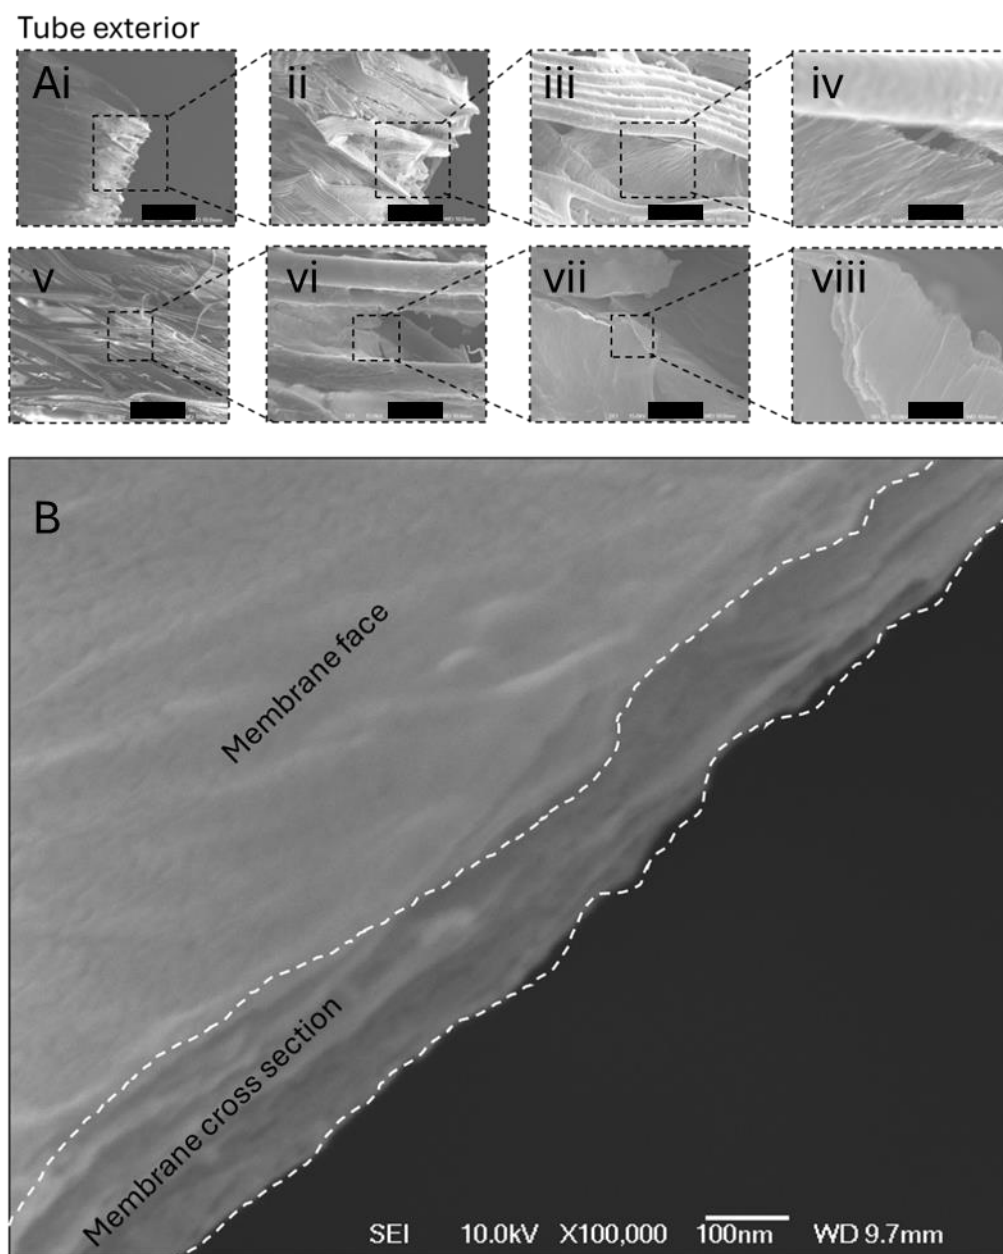 Tube exterior
Ai
ii
iii
iv
v
vi
vii
viii
B
Membrane face
Membrane cross section
SEI 10.0kV X100,000 100nm WD 9.7mm